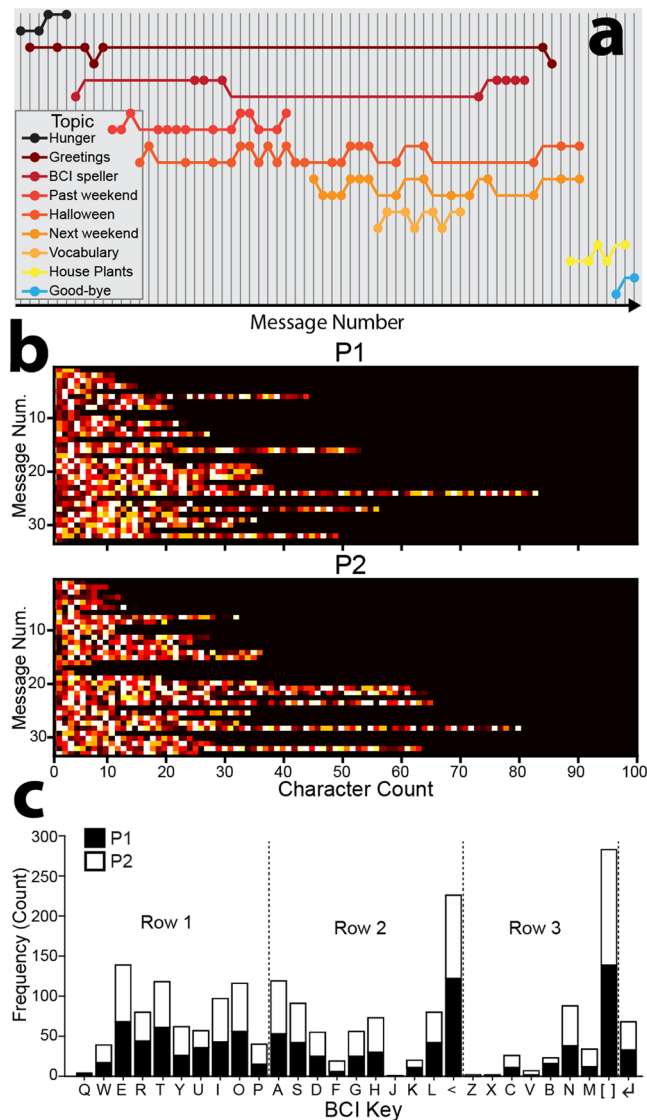 a
Topic
Hunger
Greetings
BCI speller
Past weekend
Halloween
Next weekend
Vocabulary
House Plants
Good-bye
Message Number
b
P1
Message Num.
10
20
30
P2
Message Num.
10
20
30
0 10 20 30 40 50 60 70 80 90 100
Character Count
c
P1
P2
Frequency (Count)
300
250
200
150
100
50
0
Row 1 Row 2 Row 3
Q W E R T Y U I O P A S D F G H J K L < Z X C V B N M [ ] ↵
BCI Key